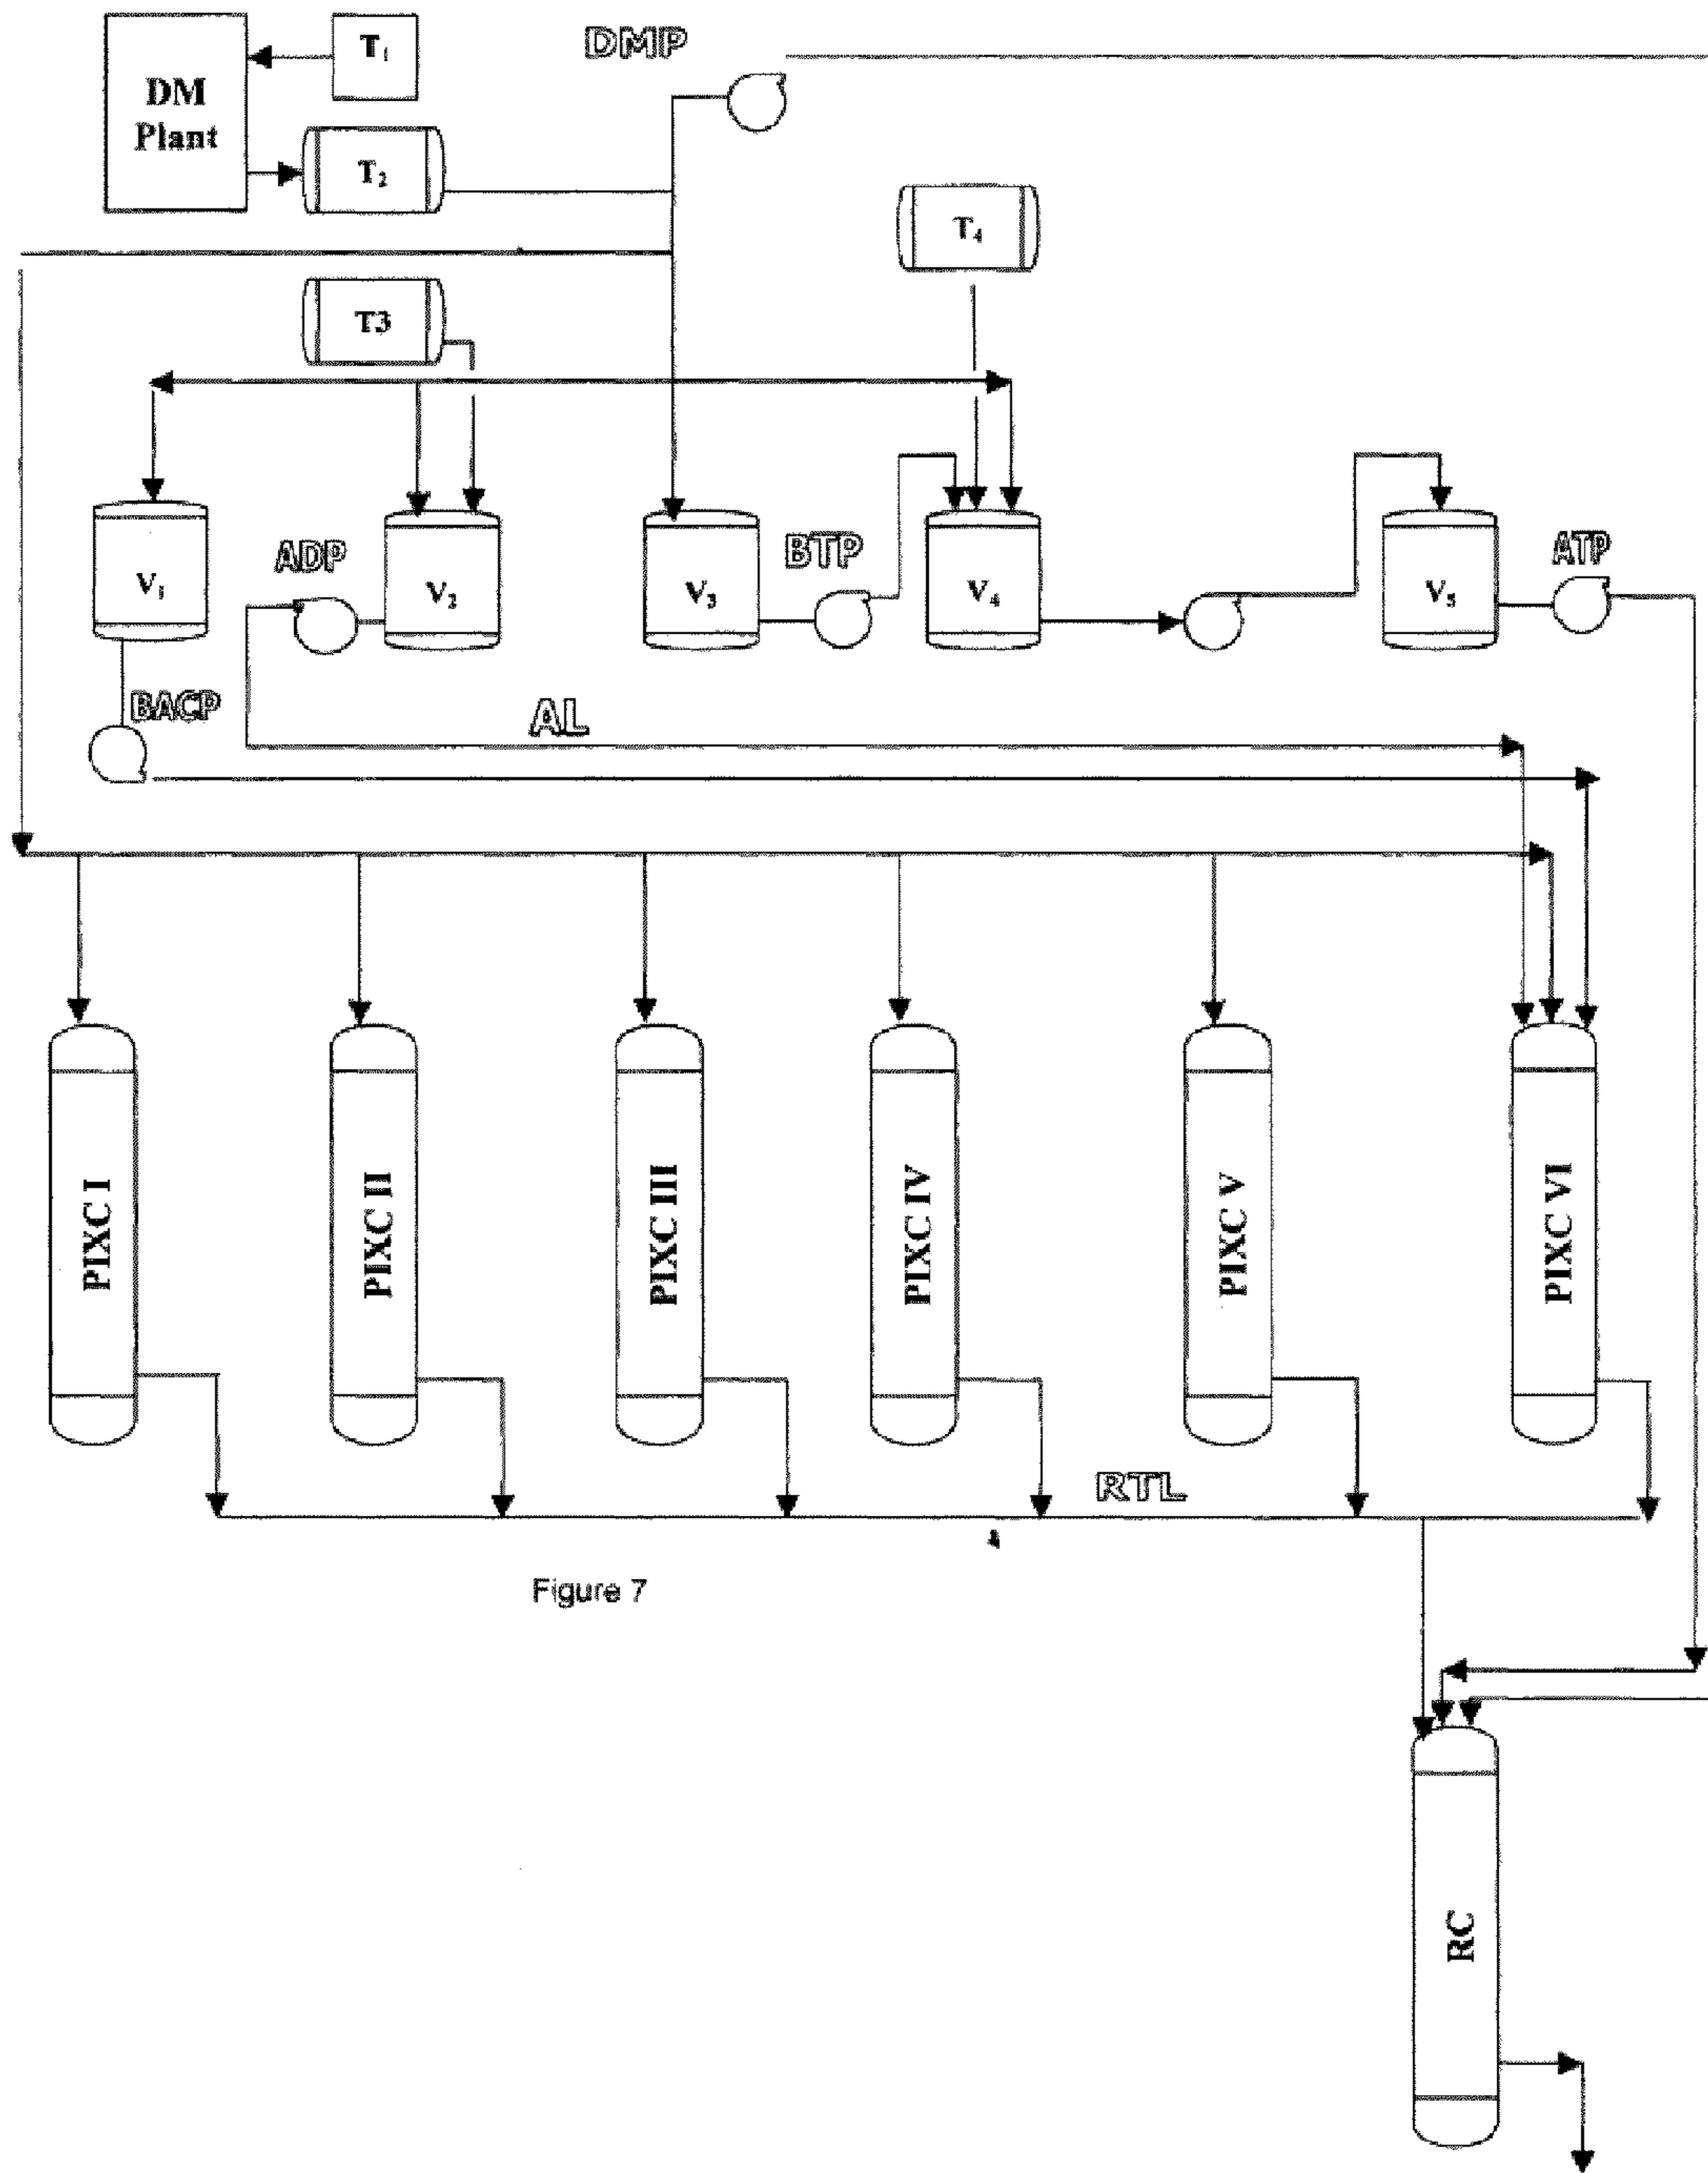 DM
Plant
T₁
DMP
T₂
T₄
T3
V₁
ADP
V₂
V₃
BTP
V₄
V₅
ATP
BACP
AL
PIXC I
PIXC II
PIXC III
PIXC IV
PIXC V
PIXC VI
RTL
Figure 7
RC